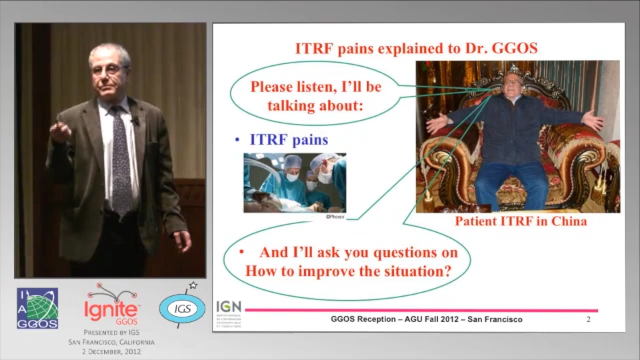 ITRF pains explained to Dr. GGOS
Please listen, I'll be
talking about:
• ITRF pains
Patient ITRF in China
• And I'll ask you questions on
How to improve the situation?
IGN
GGOS Reception – AGU Fall 2012 – San Francisco
2
I
A
GGOS
Ignite
GGOS
IGS
PRESENTED BY IGS
SAN FRANCISCO, CALIFORNIA
2 DECEMBER, 2012